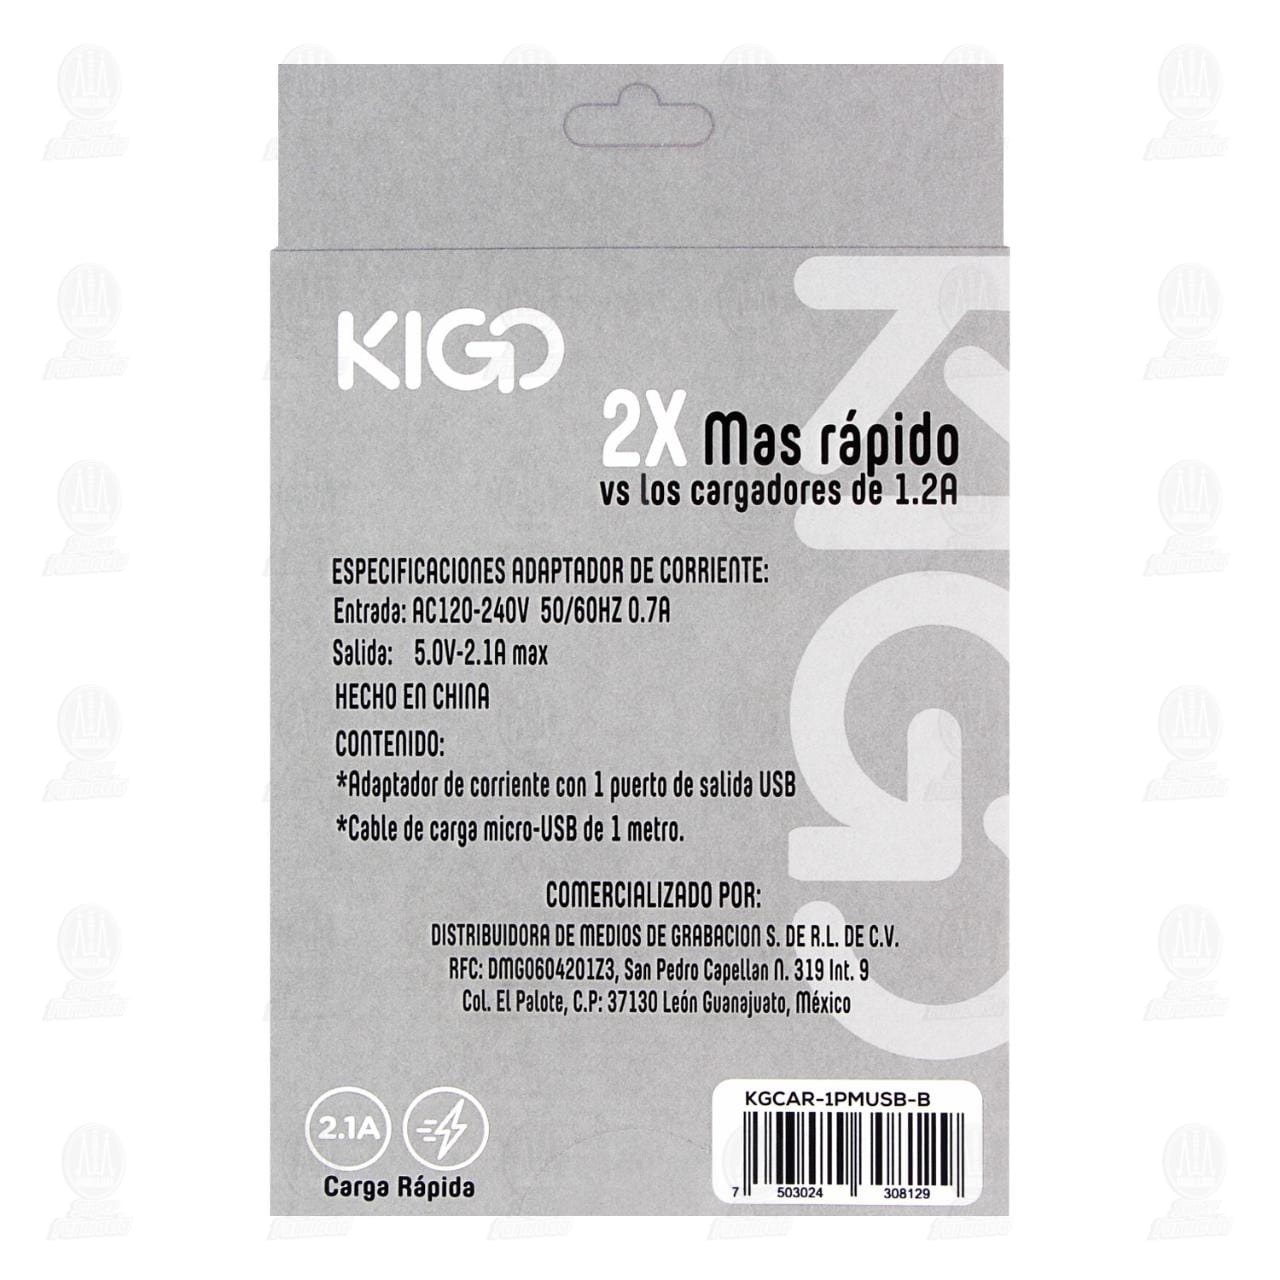 KIGO
2X Mas rápido
vs los cargadores de 1.2A
ESPECIFICACIONES ADAPTADOR DE CORRIENTE:
Entrada: AC120-240V 50/60HZ 0.7A
Salida: 5.0V-2.1A max
HECHO EN CHINA
CONTENIDO:
*Adaptador de corriente con 1 puerto de salida USB
*Cable de carga micro-USB de 1 metro.
COMERCIALIZADO POR:
DISTRIBUIDORA DE MEDIOS DE GRABACION S. DE R.L. DE C.V.
RFC: DMG0604201Z3, San Pedro Capellan N. 319 Int. 9
Col. El Palote, C.P: 37130 León Guanajuato, México
2.1A
Carga Rápida
KGCAR-1PMUSB-B
7 503024 308129